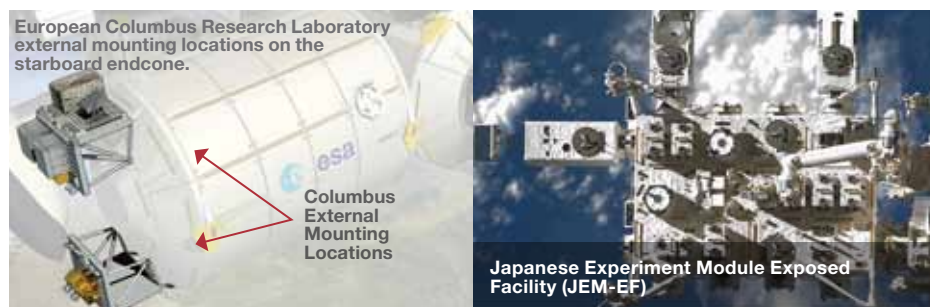 European Columbus Research Laboratory
external mounting locations on the
starboard endcone.
esa
Columbus
External
Mounting
Locations
Japanese Experiment Module Exposed
Facility (JEM-EF)